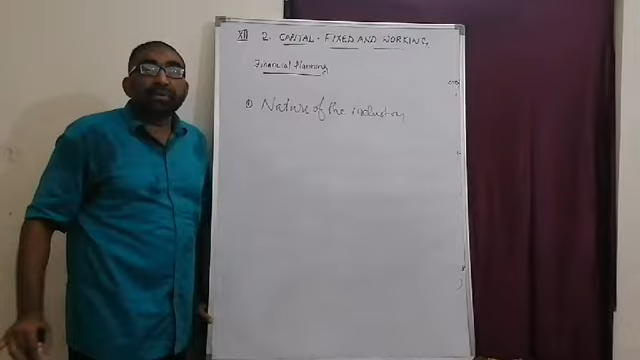 XII 2. CAPITAL - FIXED AND WORKING.
Financial Planning
① Nature of the industry